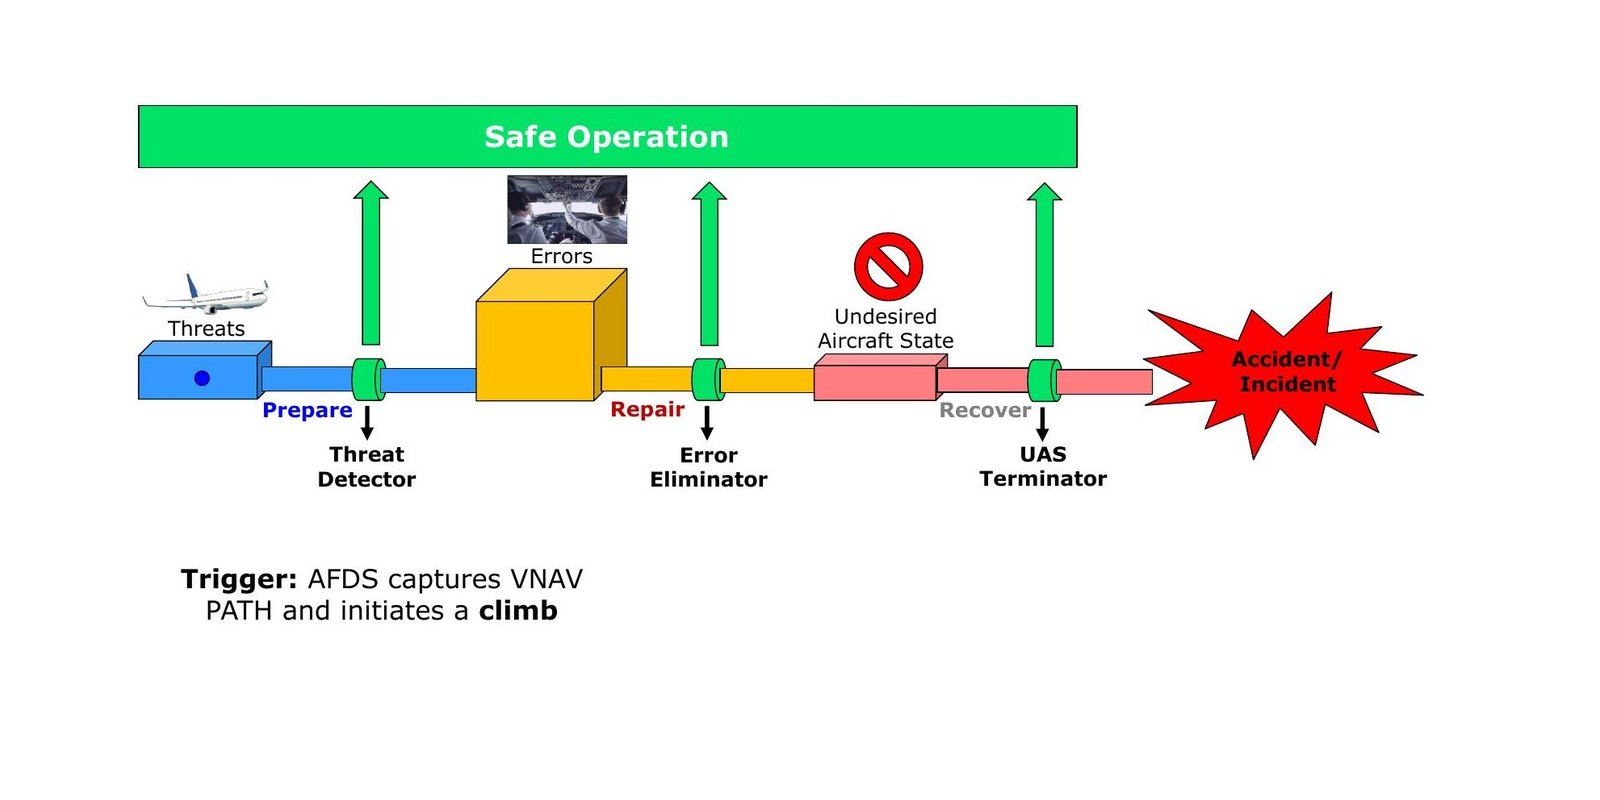 Safe Operation
Errors
Threats
Undesired
Aircraft State
Accident/
Incident
Prepare
Repair
Recover
Threat
Detector
Error
Eliminator
UAS
Terminator
Trigger: AFDS captures VNAV
PATH and initiates a climb